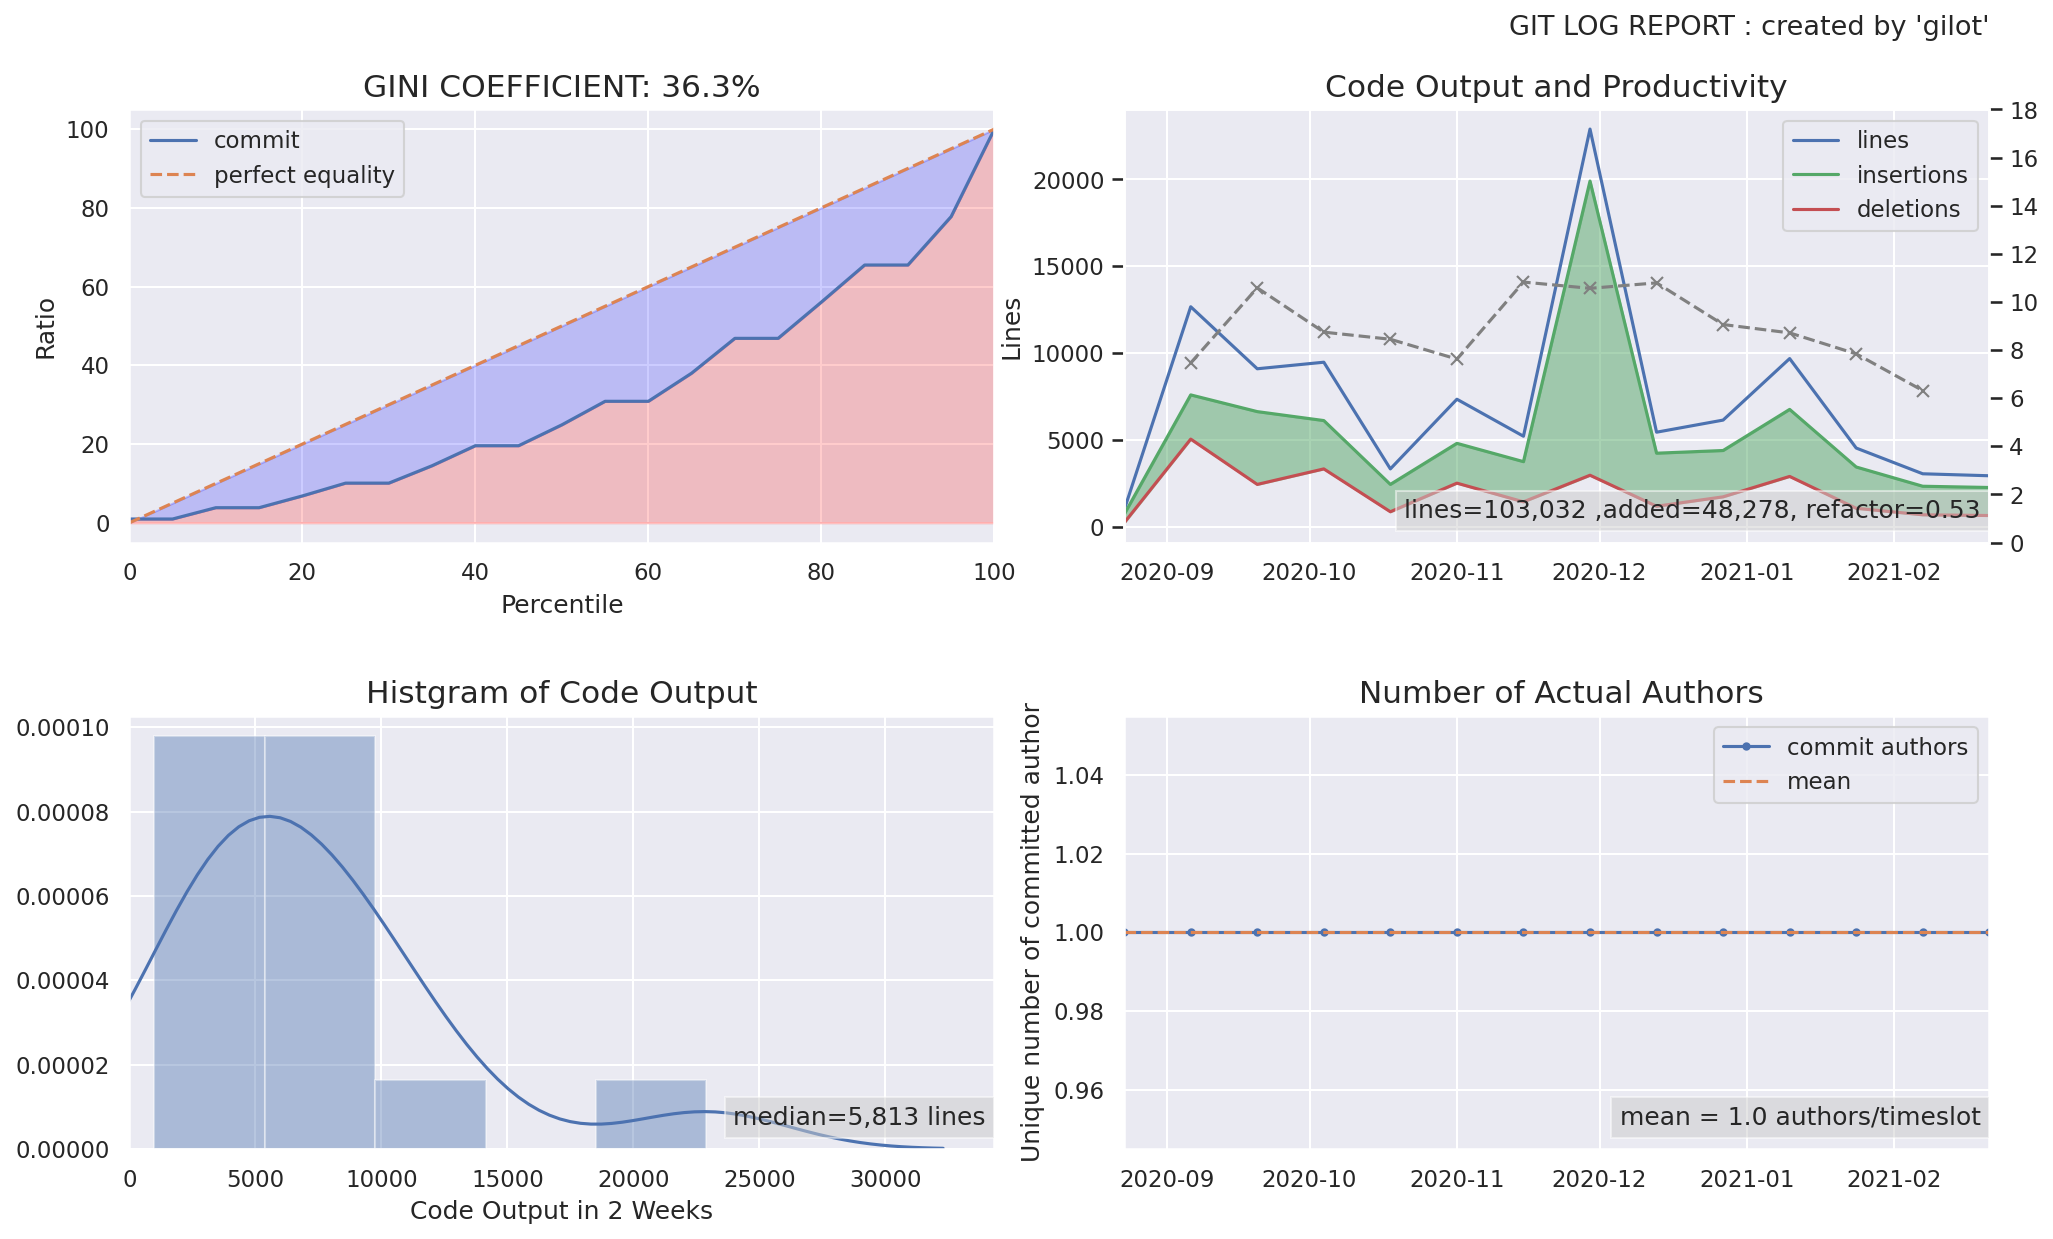 GIT LOG REPORT : created by 'gilot'
GINI COEFFICIENT: 36.3%
commit
perfect equality
100
80
60
40
20
0
Ratio
0 20 40 60 80 100
Percentile
Code Output and Productivity
lines
insertions
deletions
20000
15000
10000
5000
0
Lines
18
16
14
12
10
8
6
4
2
0
lines=103,032 ,added=48,278, refactor=0.53
2020-09 2020-10 2020-11 2020-12 2021-01 2021-02
Histgram of Code Output
0.00010
0.00008
0.00006
0.00004
0.00002
0.00000
median=5,813 lines
0 5000 10000 15000 20000 25000 30000
Code Output in 2 Weeks
Number of Actual Authors
commit authors
mean
Unique number of committed author
1.04
1.02
1.00
0.98
0.96
mean = 1.0 authors/timeslot
2020-09 2020-10 2020-11 2020-12 2021-01 2021-02